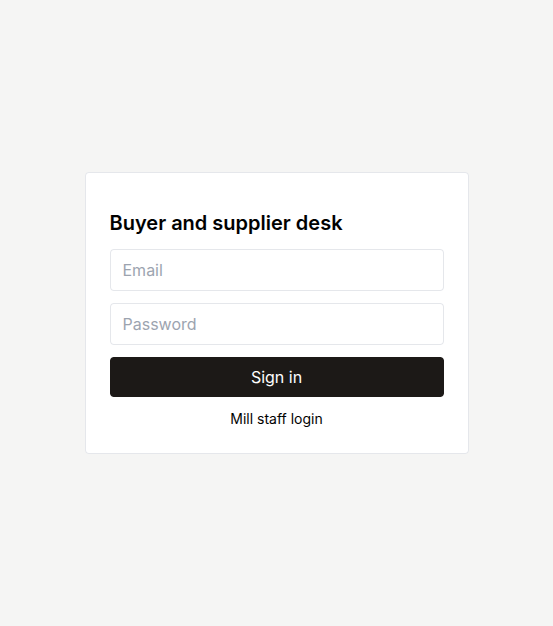 Buyer and supplier desk
Email
Password
Sign in
Mill staff login